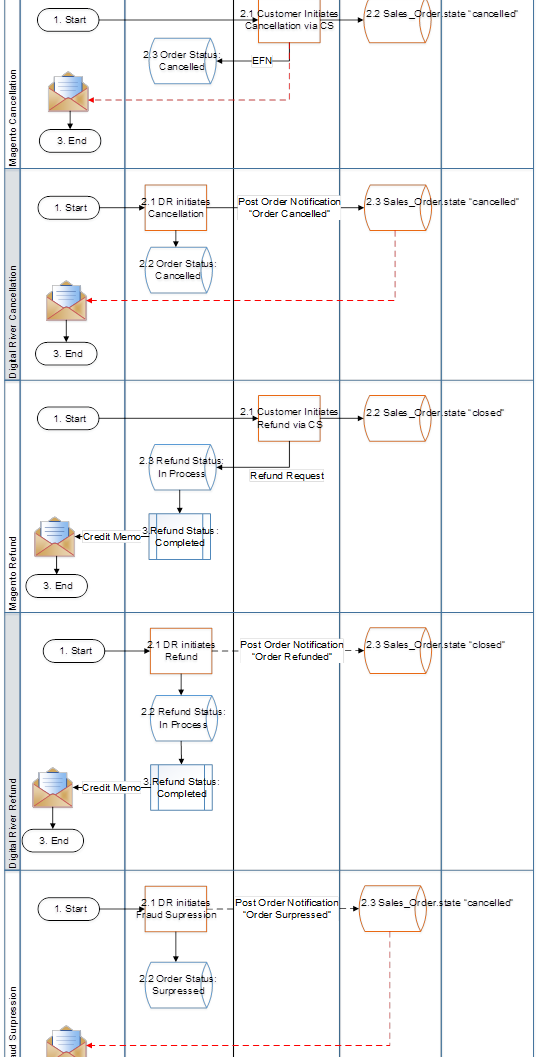 Magento Cancellation
1. Start
2.1 Customer Initiates
Cancellation via CS
2.2 Sales_Order.state "cancelled"
2.3 Order Status:
Cancelled
EFN
3. End
Digital River Cancellation
1. Start
2.1 DR initiates
Cancellation
Post Order Notification
"Order Cancelled"
2.3 Sales_Order.state "cancelled"
2.2 Order Status:
Cancelled
3. End
Magento Refund
1. Start
2.1 Customer Initiates
Refund via CS
2.2 Sales_Order.state "closed"
2.3 Refund Status:
In Process
Refund Request
Credit Memo
3.Refund Status:
Completed
3. End
Digital River Refund
1. Start
2.1 DR initiates
Refund
Post Order Notification
"Order Refunded"
2.3 Sales_Order.state "closed"
2.2 Refund Status:
In Process
Credit Memo
3.Refund Status:
Completed
3. End
aud Surpression
1. Start
2.1 DR initiates
Fraud Supression
Post Order Notification
"Order Surpressed"
2.3 Sales_Order.state "cancelled"
2.2 Order Status:
Surpressed